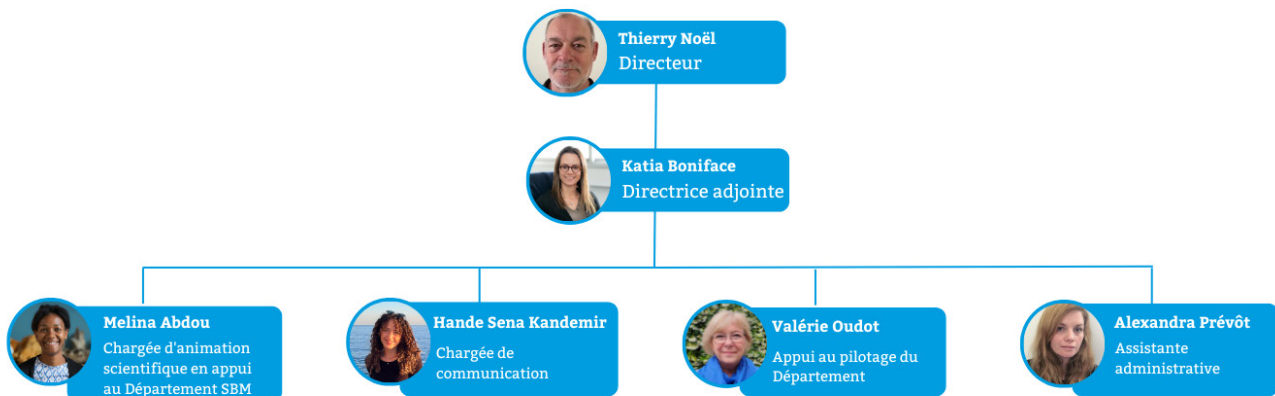 Thierry Noël
Directeur
Katia Boniface
Directrice adjointe
Melina Abdou
Chargée d'animation
scientifique en appui
au Département SBM
Hande Sena Kandemir
Chargée de
communication
Valérie Oudot
Appui au pilotage du
Département
Alexandra Prévôt
Assistante
administrative